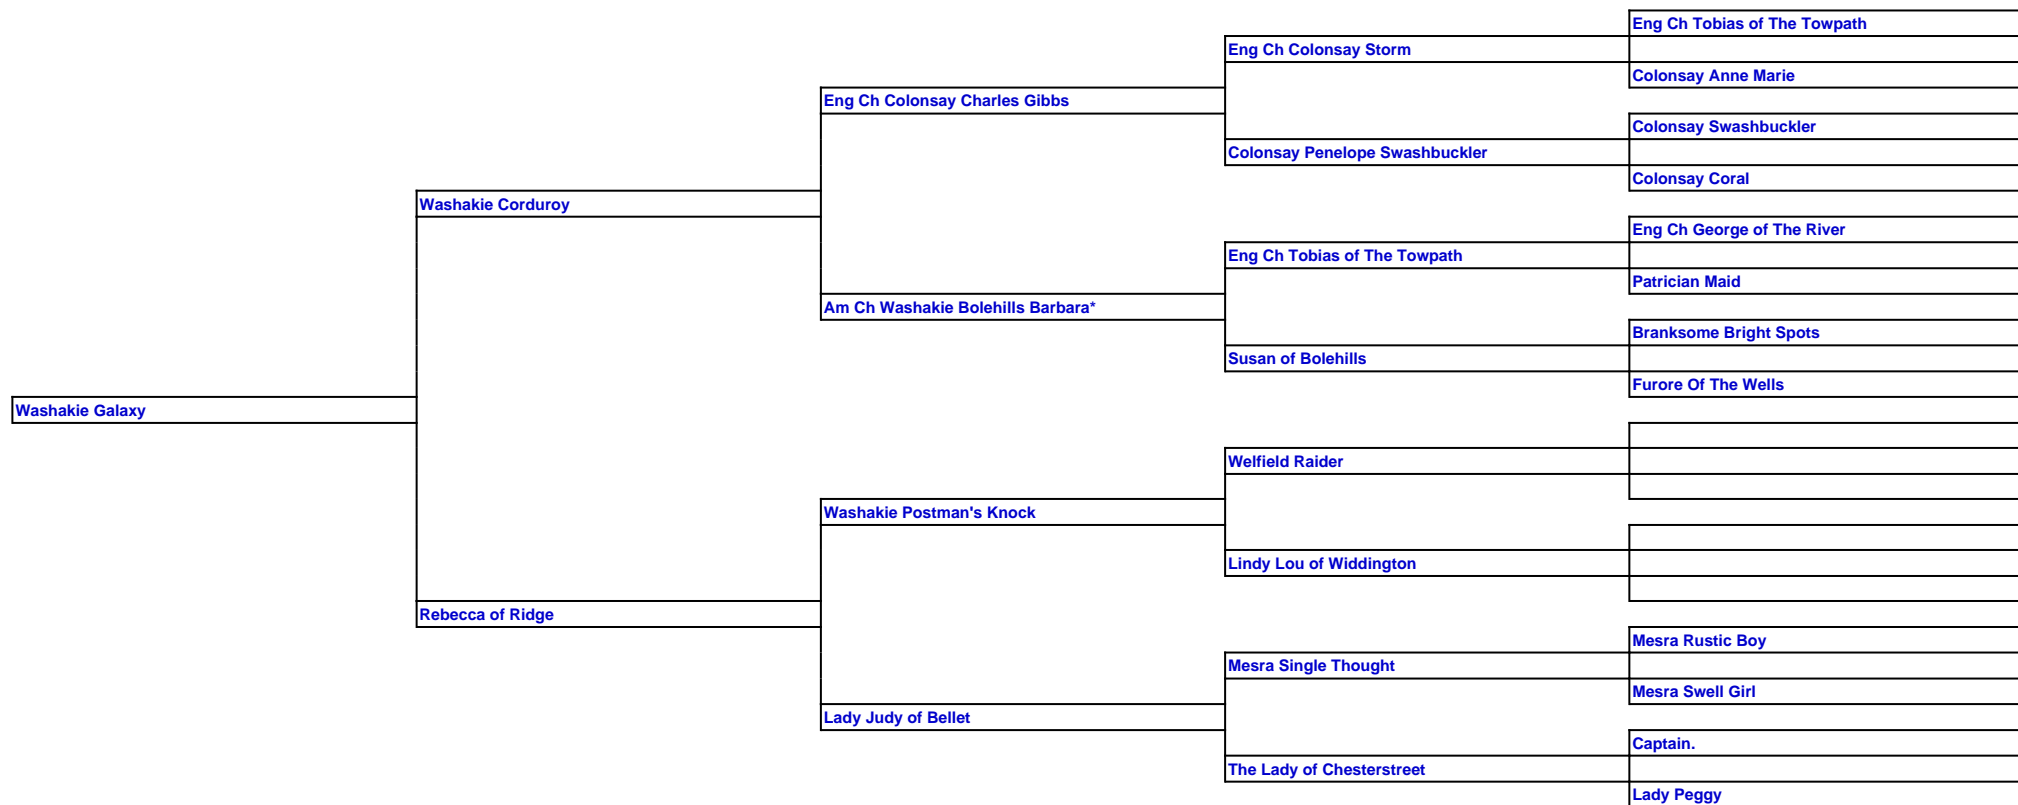 Eng Ch Tobias of The Towpath
Eng Ch Colonsay Storm
Colonsay Anne Marie
Eng Ch Colonsay Charles Gibbs
Colonsay Swashbuckler
Colonsay Penelope Swashbuckler
Colonsay Coral
Washakie Corduroy
Eng Ch George of The River
Eng Ch Tobias of The Towpath
Patrician Maid
Am Ch Washakie Bolehills Barbara*
Branksome Bright Spots
Susan of Bolehills
Furore Of The Wells
Washakie Galaxy
Welfield Raider
Washakie Postman's Knock
Lindy Lou of Widdington
Rebecca of Ridge
Mesra Rustic Boy
Mesra Single Thought
Mesra Swell Girl
Lady Judy of Bellet
Captain.
The Lady of Chesterstreet
Lady Peggy